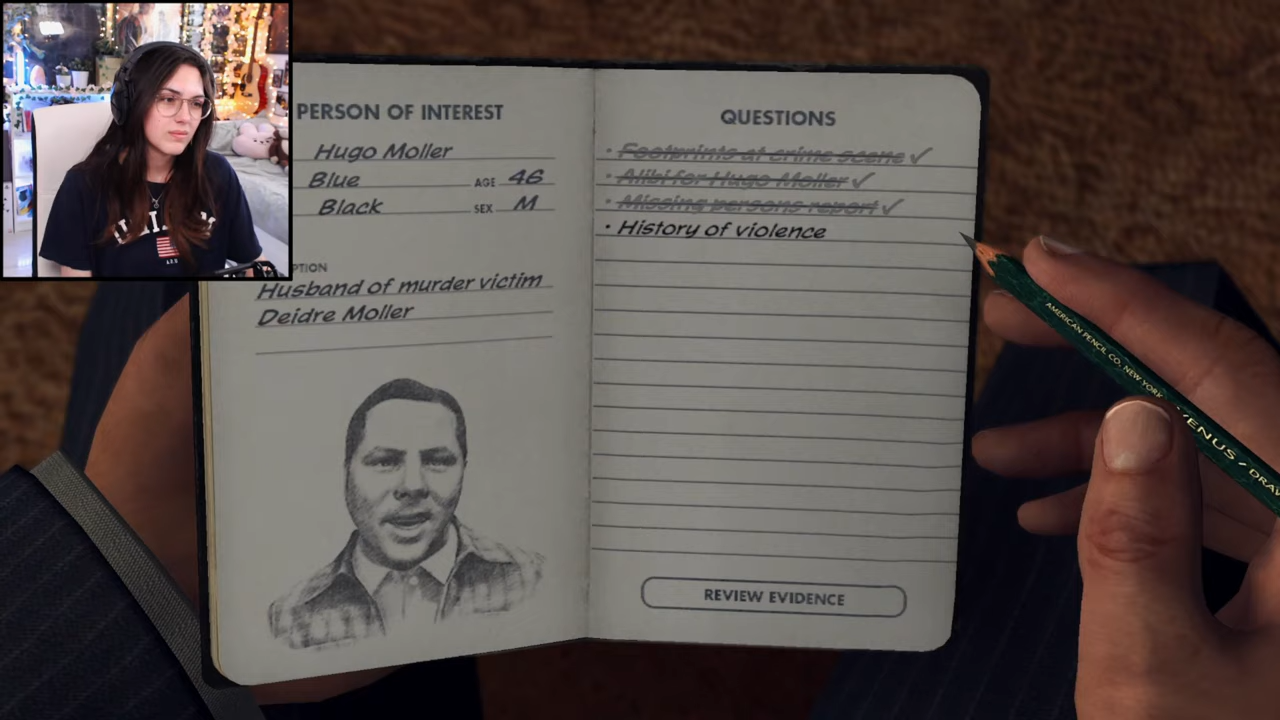 PERSON OF INTEREST
Hugo Moller
Blue AGE 46
Black SEX M
PTION
Husband of murder victim
Deidre Moller
QUESTIONS
· Footprints at crime scene ✓
· Alibi for Hugo Moller ✓
· Missing persons report ✓
· History of violence
REVIEW EVIDENCE
AMERICAN PENCIL CO. NEW YORK
VENUS / DRAW